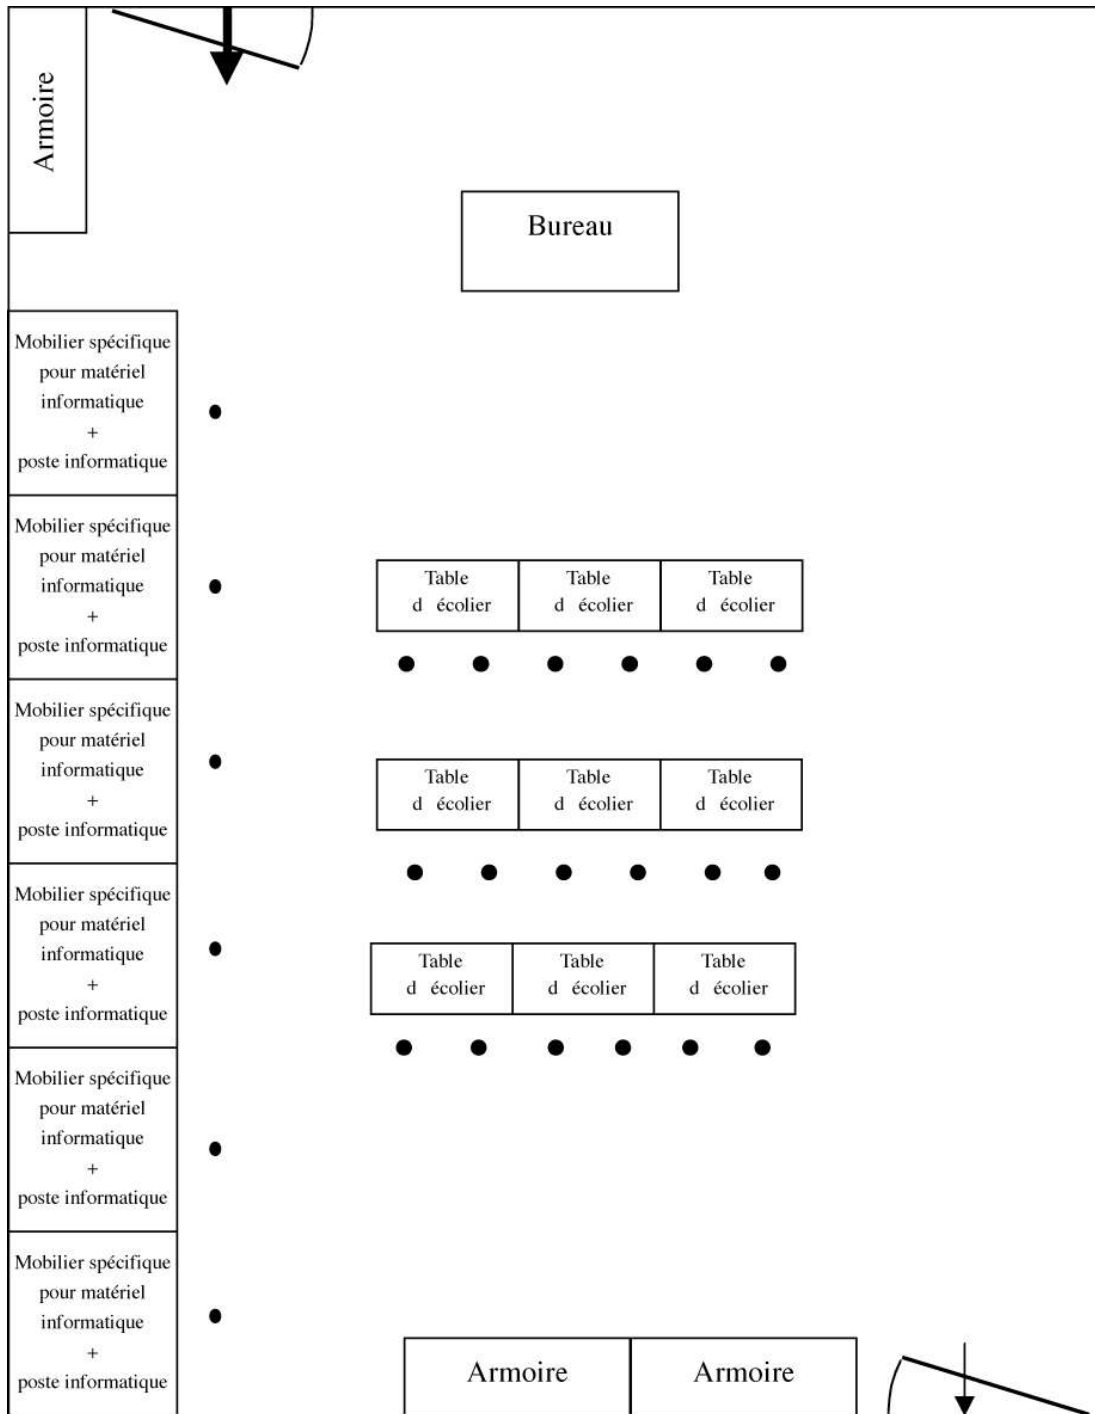 Armoire
Bureau
Mobilier spécifique
pour matériel
informatique
+
poste informatique
Mobilier spécifique
pour matériel
informatique
+
poste informatique
Table
d écolier
Table
d écolier
Table
d écolier
Mobilier spécifique
pour matériel
informatique
+
poste informatique
Table
d écolier
Table
d écolier
Table
d écolier
Mobilier spécifique
pour matériel
informatique
+
poste informatique
Table
d écolier
Table
d écolier
Table
d écolier
Mobilier spécifique
pour matériel
informatique
+
poste informatique
Mobilier spécifique
pour matériel
informatique
+
poste informatique
Armoire
Armoire